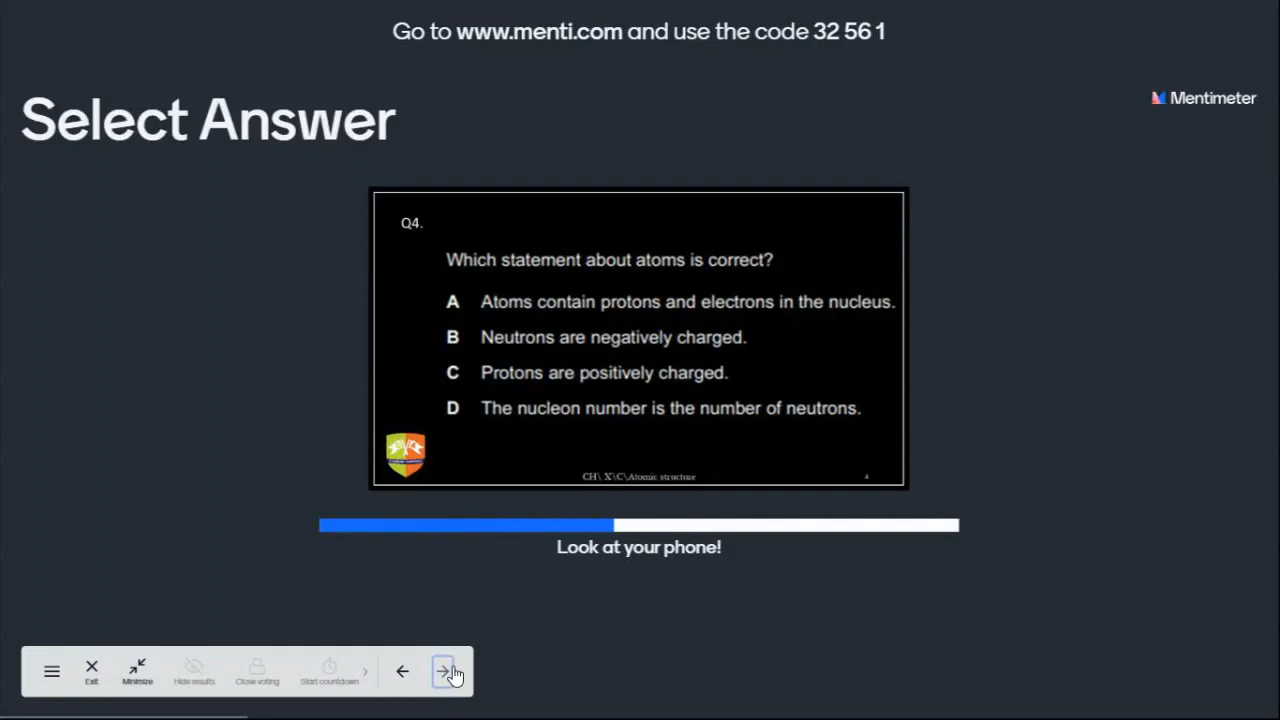 Go to www.menti.com and use the code 32 56 1
Select Answer
Mentimeter
Q4.
Which statement about atoms is correct?
A Atoms contain protons and electrons in the nucleus.
B Neutrons are negatively charged.
C Protons are positively charged.
D The nucleon number is the number of neutrons.
CH\ X\C\Atomic structure 4
Look at your phone!
Exit Minimize Hide results Close voting Start countdown